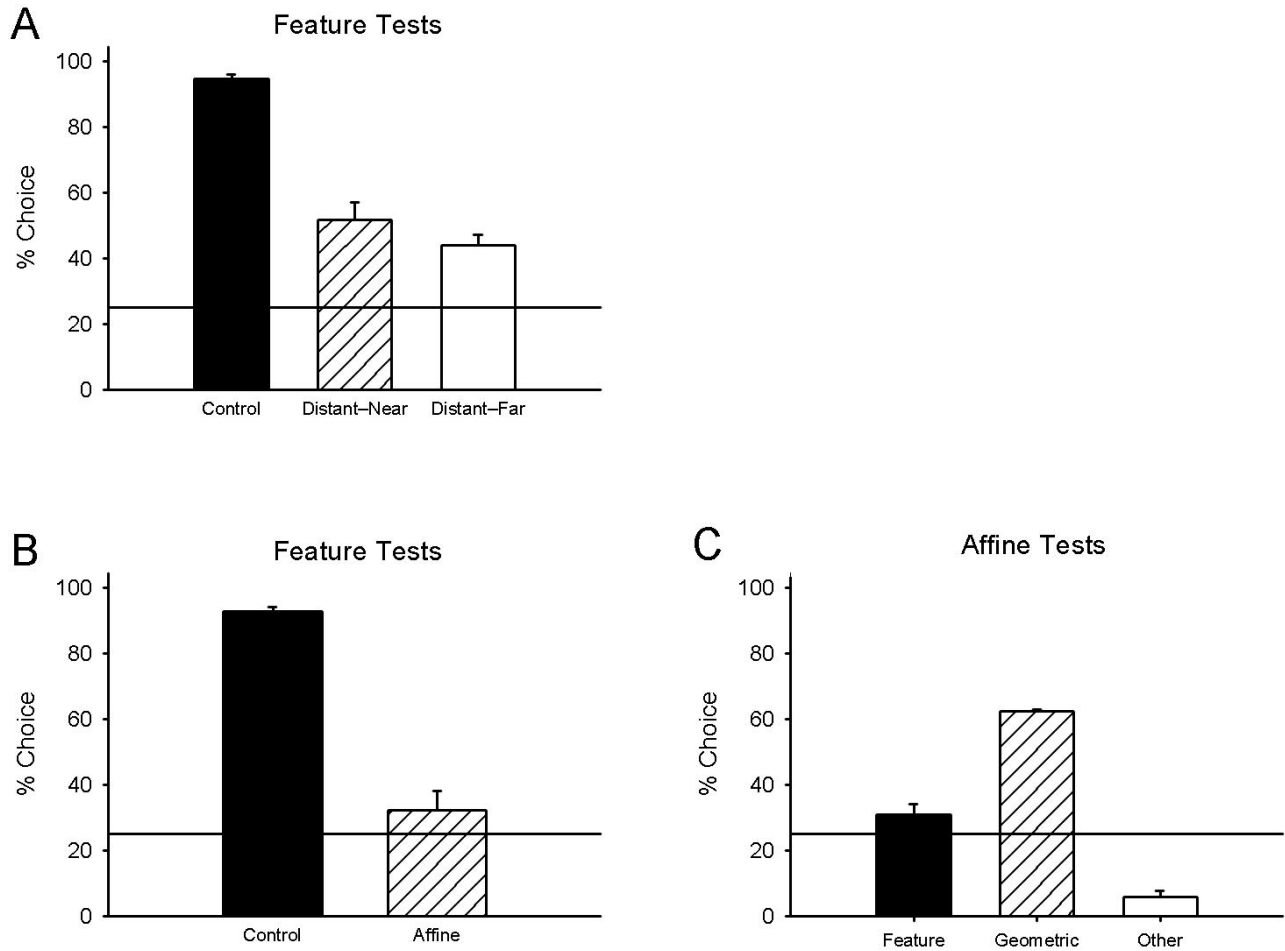 A
Feature Tests
% Choice
100
80
60
40
20
0
Control Distant–Near Distant–Far
B
Feature Tests
% Choice
100
80
60
40
20
0
Control Affine
C
Affine Tests
% Choice
100
80
60
40
20
0
Feature Geometric Other